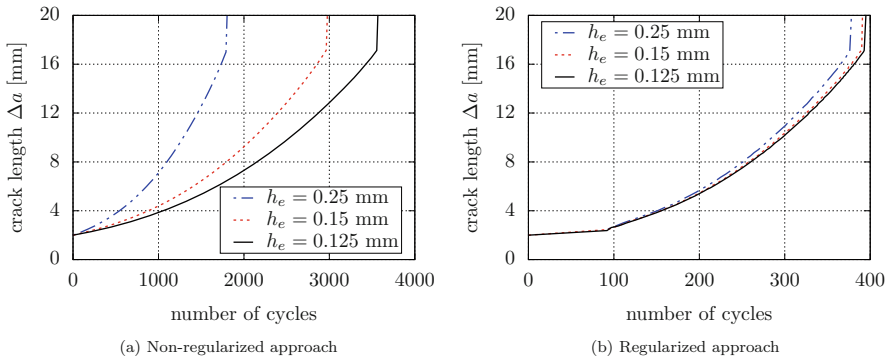 20
16
12
8
4
0
crack length Δa [mm]
h_e = 0.25 mm
h_e = 0.15 mm
h_e = 0.125 mm
0 1000 2000 3000 4000
number of cycles
(a) Non-regularized approach
20
16
12
8
4
0
crack length Δa [mm]
h_e = 0.25 mm
h_e = 0.15 mm
h_e = 0.125 mm
0 100 200 300 400
number of cycles
(b) Regularized approach